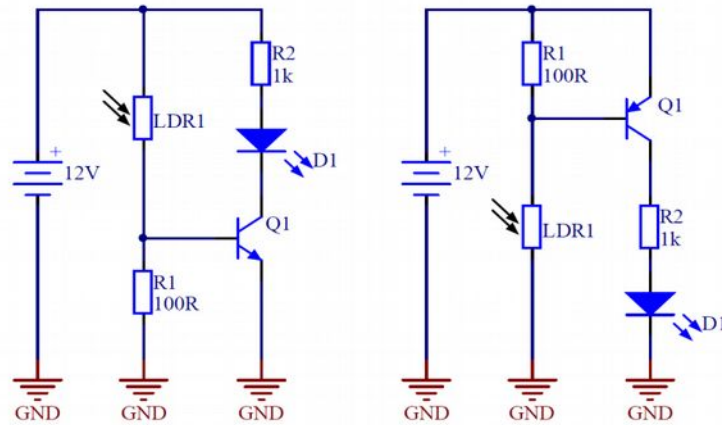 R2
1k
LDR1
D1
+
12V
Q1
R1
100R
GND
GND
GND
R1
100R
Q1
+
12V
LDR1
R2
1k
D1
GND
GND
GND